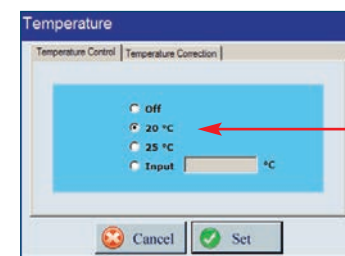 Temperature
Temperature Control Temperature Correction
Off
20 °C
25 °C
Input °C
Cancel Set